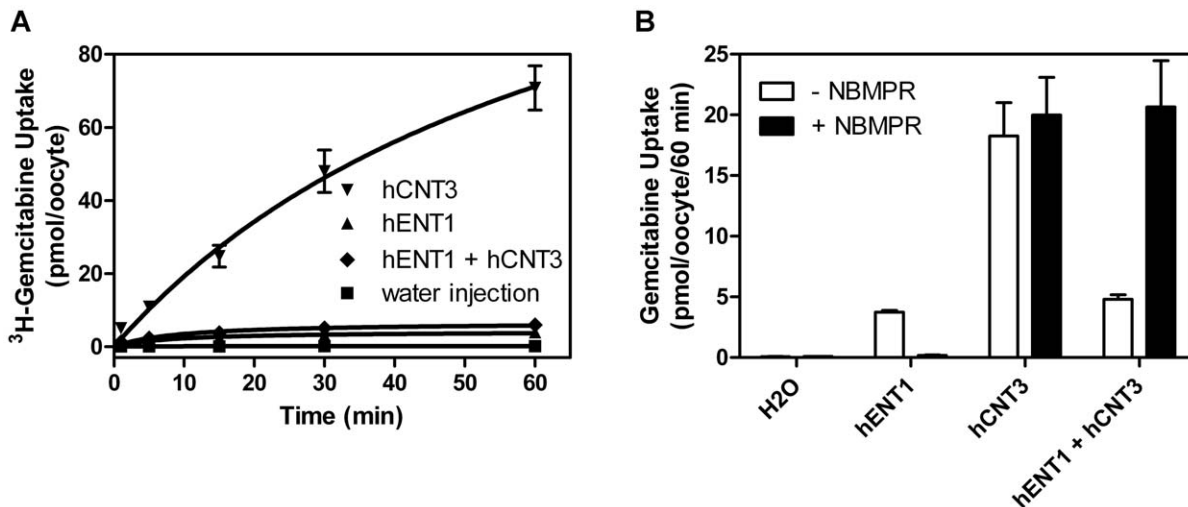 A
³H-Gemcitabine Uptake
(pmol/oocyte)
80
60
40
20
0
0
10
20
30
40
50
60
Time (min)
hCNT3
hENT1
hENT1 + hCNT3
water injection
B
Gemcitabine Uptake
(pmol/oocyte/60 min)
25
20
15
10
5
0
- NBMPR
+ NBMPR
H2O
hENT1
hCNT3
hENT1 + hCNT3